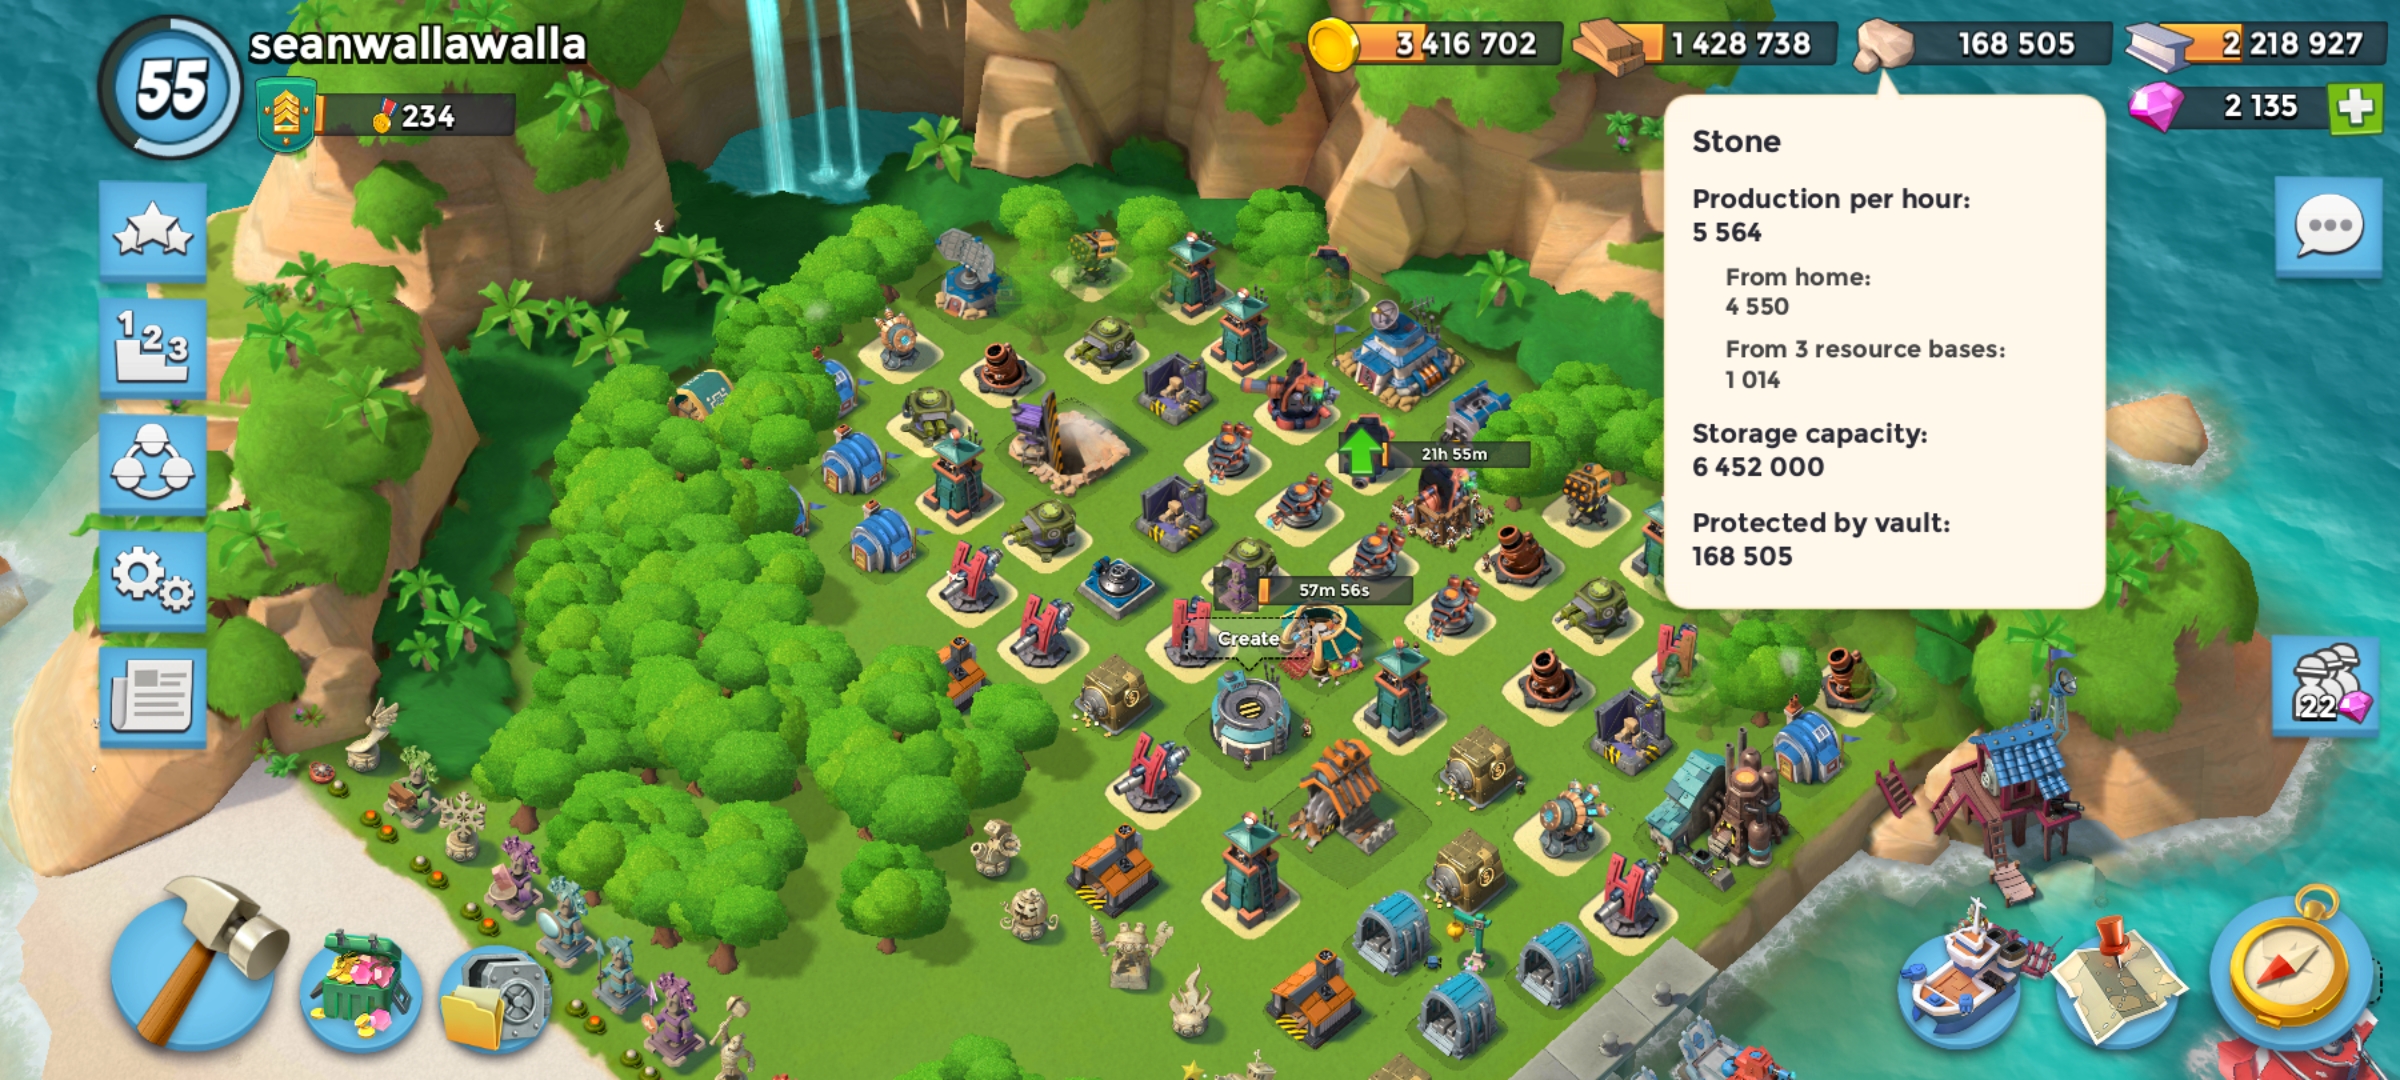 55
seanwallawalla
234
3 416 702
1 428 738
168 505
2 218 927
2 135
Stone
Production per hour:
5 564
From home:
4 550
From 3 resource bases:
1 014
Storage capacity:
6 452 000
Protected by vault:
168 505
123
21h 55m
57m 56s
Create
22